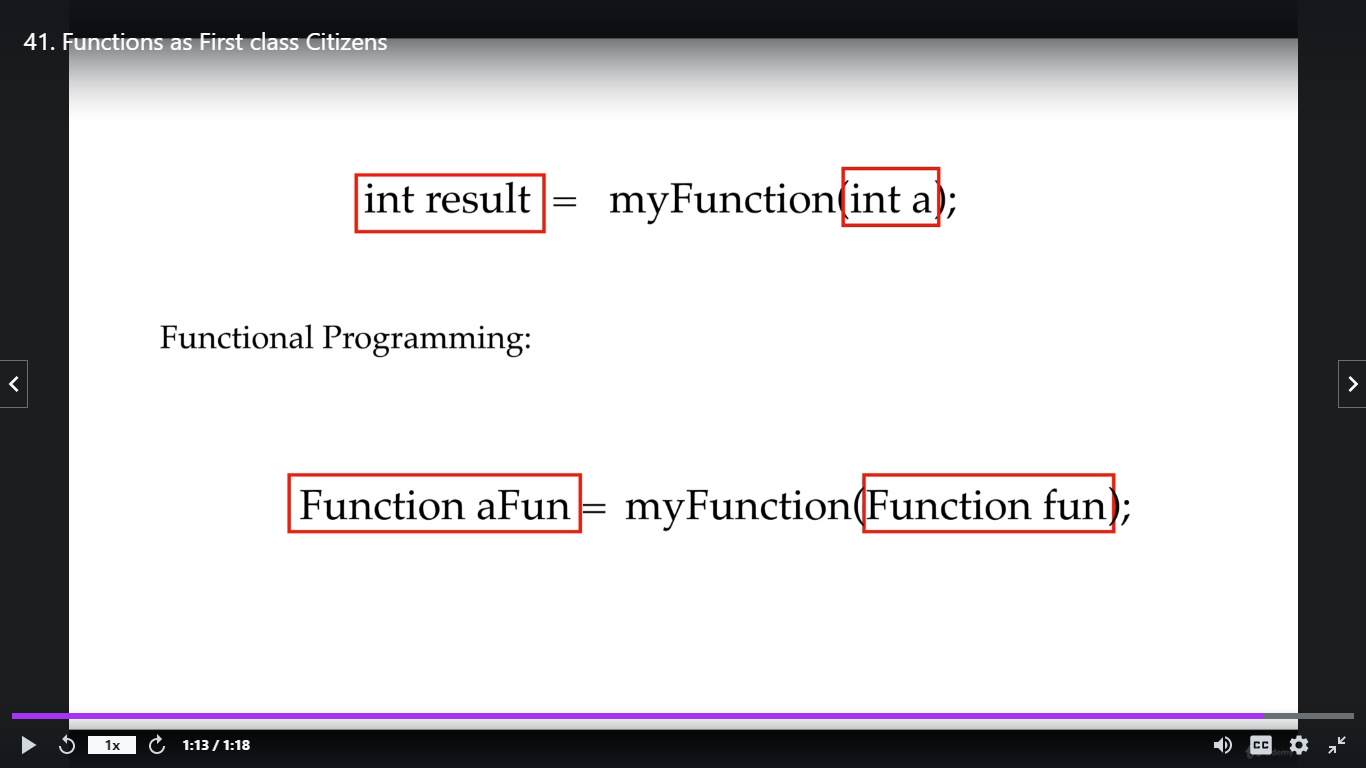 41. Functions as First class Citizens
int result = myFunction(int a);
Functional Programming:
Function aFun = myFunction(Function fun);
1x
1:13 / 1:18
CC